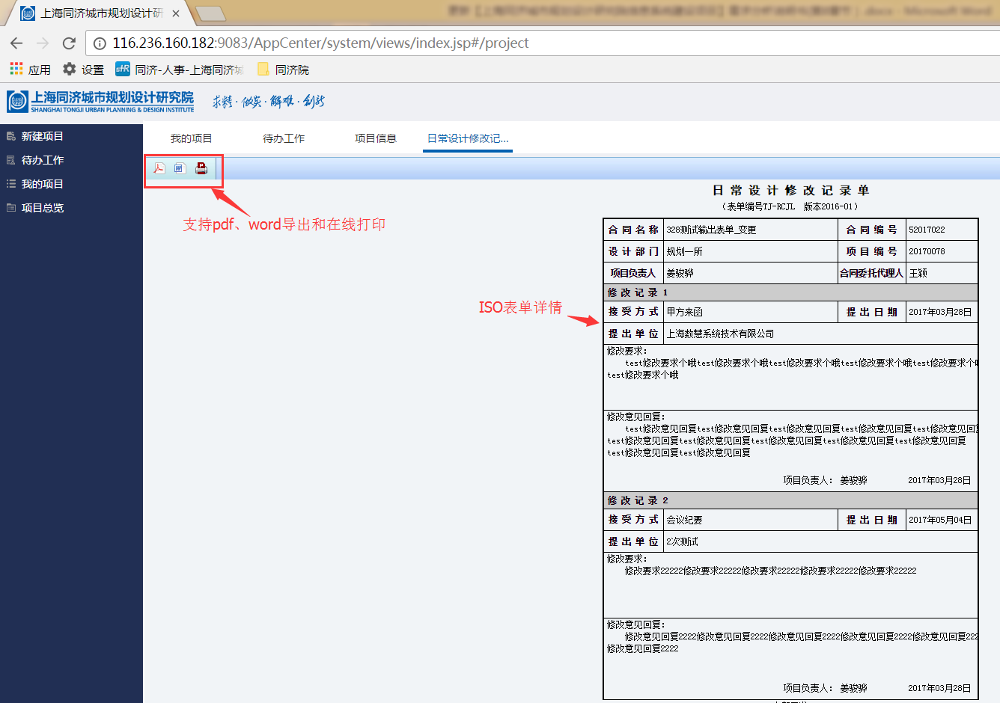 上海同济城市规划设计研
116.236.160.182:9083/AppCenter/system/views/index.jsp#/project
应用 设置 sHR 同济-人事-上海同济城 同济院
上海同济城市规划设计研究院
SHANGHAI TONGJI URBAN PLANNING & DESIGN INSTITUTE
求精·做实·解难·创新
新建项目
待办工作
我的项目
项目总览
我的项目 待办工作 项目信息 日常设计修改记...
支持pdf、word导出和在线打印
ISO表单详情
日常设计修改记录单
(表单编号TJ-RCJL 版本2016-01)
合同名称 328测试输出表单_变更 合同编号 52017022
设计部门 规划一所 项目编号 20170078
项目负责人 姜骏骅 合同委托代理人 王颖
修改记录 1
接受方式 甲方来函 提出日期 2017年03月28日
提出单位 上海数慧系统技术有限公司
修改要求:
test修改要求个哦test修改要求个哦test修改要求个哦test修改要求个哦test修改要求个
test修改要求个哦
修改意见回复:
test修改意见回复test修改意见回复test修改意见回复test修改意见回复test修改意见回
test修改意见回复test修改意见回复test修改意见回复test修改意见回复test修改意见回复
test修改意见回复test修改意见回复
项目负责人: 姜骏骅 2017年03月28日
修改记录 2
接受方式 会议纪要 提出日期 2017年05月04日
提出单位 2次测试
修改要求:
修改要求22222修改要求22222修改要求22222修改要求22222修改要求22222
修改意见回复:
修改意见回复2222修改意见回复2222修改意见回复2222修改意见回复2222修改意见回复222
修改意见回复2222
项目负责人: 姜骏骅 2017年03月28日